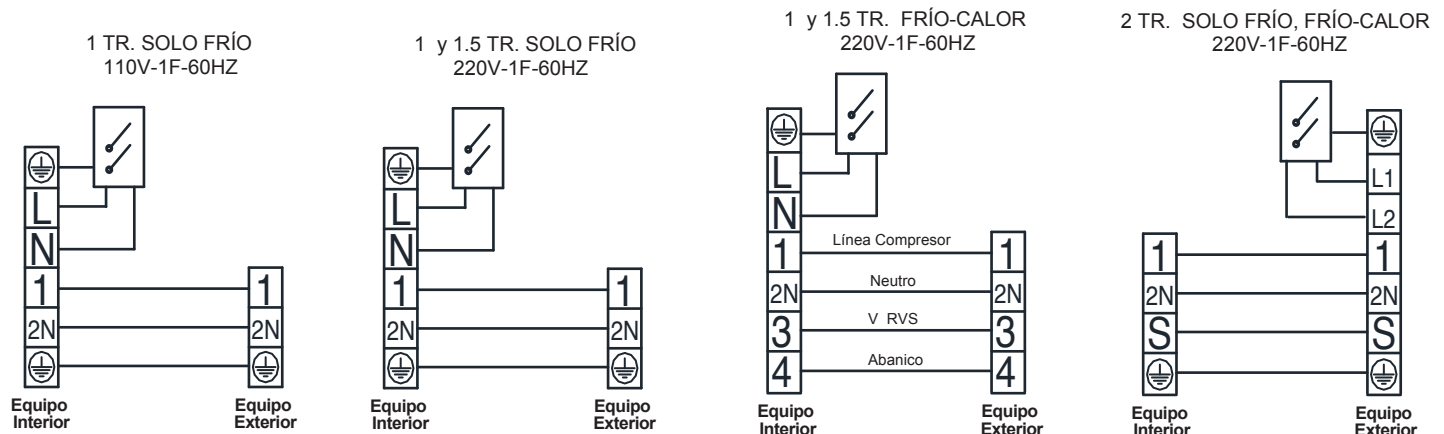 1 TR. SOLO FRÍO
110V-1F-60HZ
L
N
1
2N
1
2N
Equipo
Interior
Equipo
Exterior
1 y 1.5 TR. SOLO FRÍO
220V-1F-60HZ
L
N
1
2N
1
2N
Equipo
Interior
Equipo
Exterior
1 y 1.5 TR. FRÍO-CALOR
220V-1F-60HZ
L
N
1
2N
3
4
Línea Compresor
Neutro
V RVS
Abanico
1
2N
3
4
Equipo
Interior
Equipo
Exterior
2 TR. SOLO FRÍO, FRÍO-CALOR
220V-1F-60HZ
L1
L2
1
2N
S
1
2N
S
Equipo
Interior
Equipo
Exterior